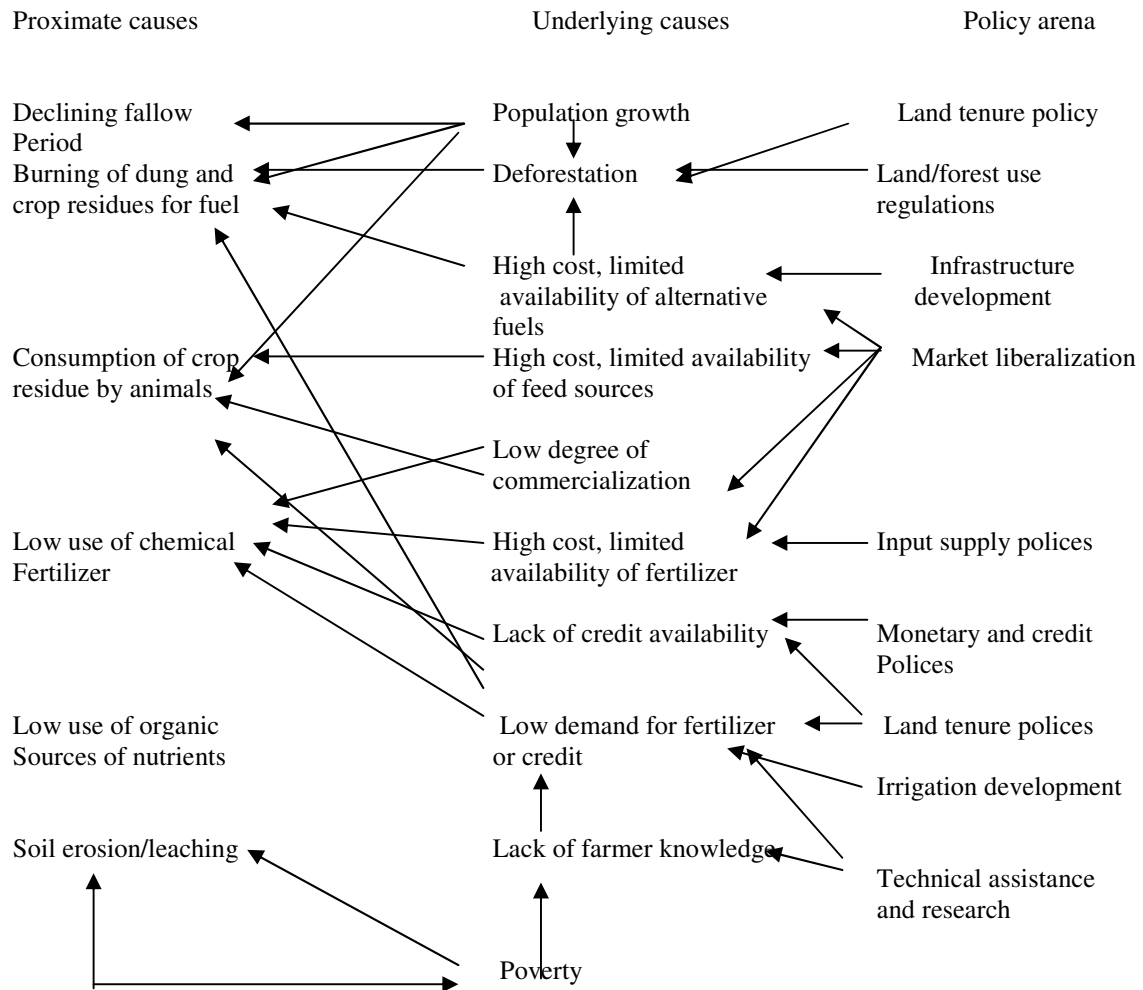 Proximate causes
Underlying causes
Policy arena
Declining fallow
Period
Burning of dung and
crop residues for fuel
Consumption of crop
residue by animals
Low use of chemical
Fertilizer
Low use of organic
Sources of nutrients
Soil erosion/leaching
Population growth
Deforestation
High cost, limited
availability of alternative
fuels
High cost, limited availability
of feed sources
Low degree of
commercialization
High cost, limited
availability of fertilizer
Lack of credit availability
Low demand for fertilizer
or credit
Lack of farmer knowledge
Poverty
Land tenure policy
Land/forest use
regulations
Infrastructure
development
Market liberalization
Input supply polices
Monetary and credit
Polices
Land tenure polices
Irrigation development
Technical assistance
and research